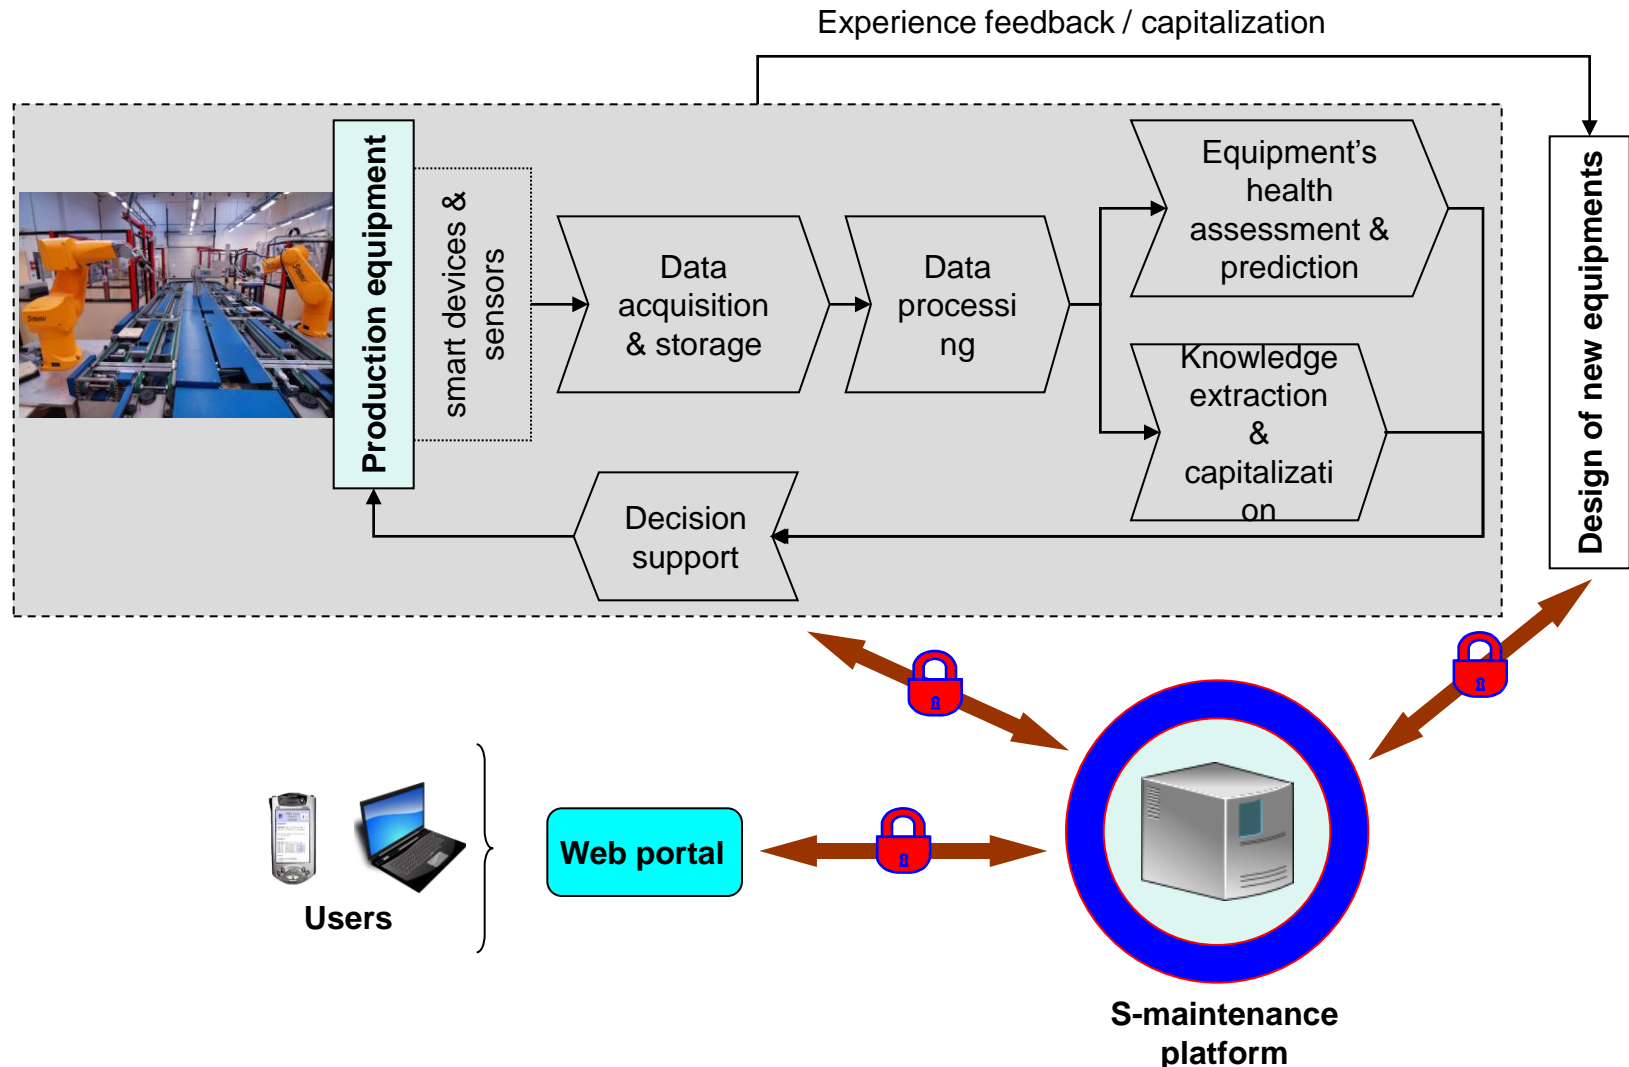 Experience feedback / capitalization
Production equipment
smart devices &
sensors
Data
acquisition
& storage
Data
processi
ng
Equipment’s
health
assessment &
prediction
Knowledge
extraction
&
capitalizati
on
Decision
support
Design of new equipments
Users
Web portal
S-maintenance
platform